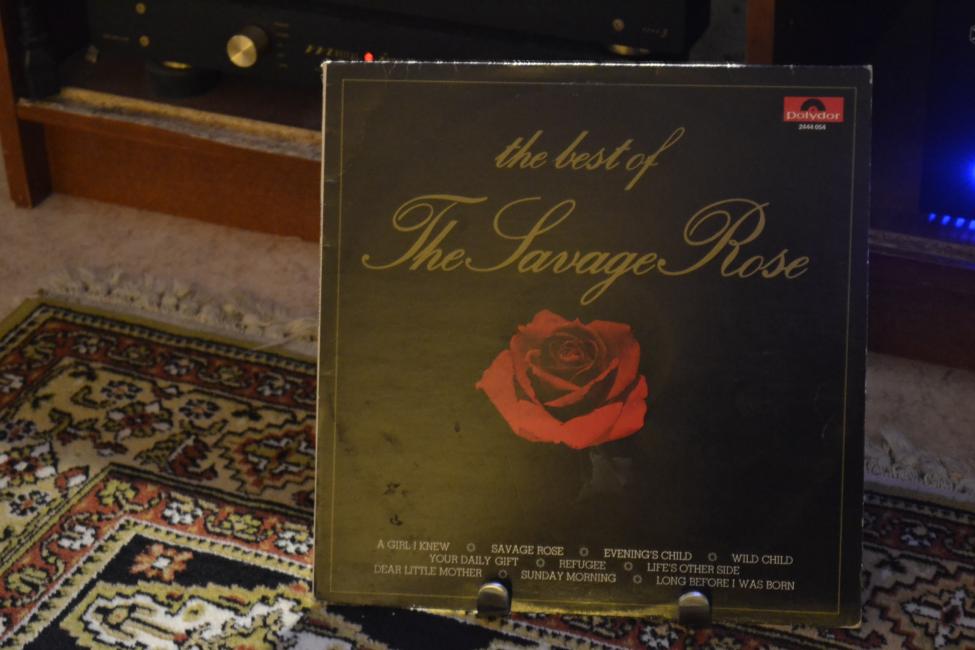 Polydor
2444 054
the best of
The Savage Rose
A GIRL I KNEW SAVAGE ROSE EVENING'S CHILD WILD CHILD
YOUR DAILY GIFT REFUGEE LIFE'S OTHER SIDE
DEAR LITTLE MOTHER SUNDAY MORNING LONG BEFORE I WAS BORN